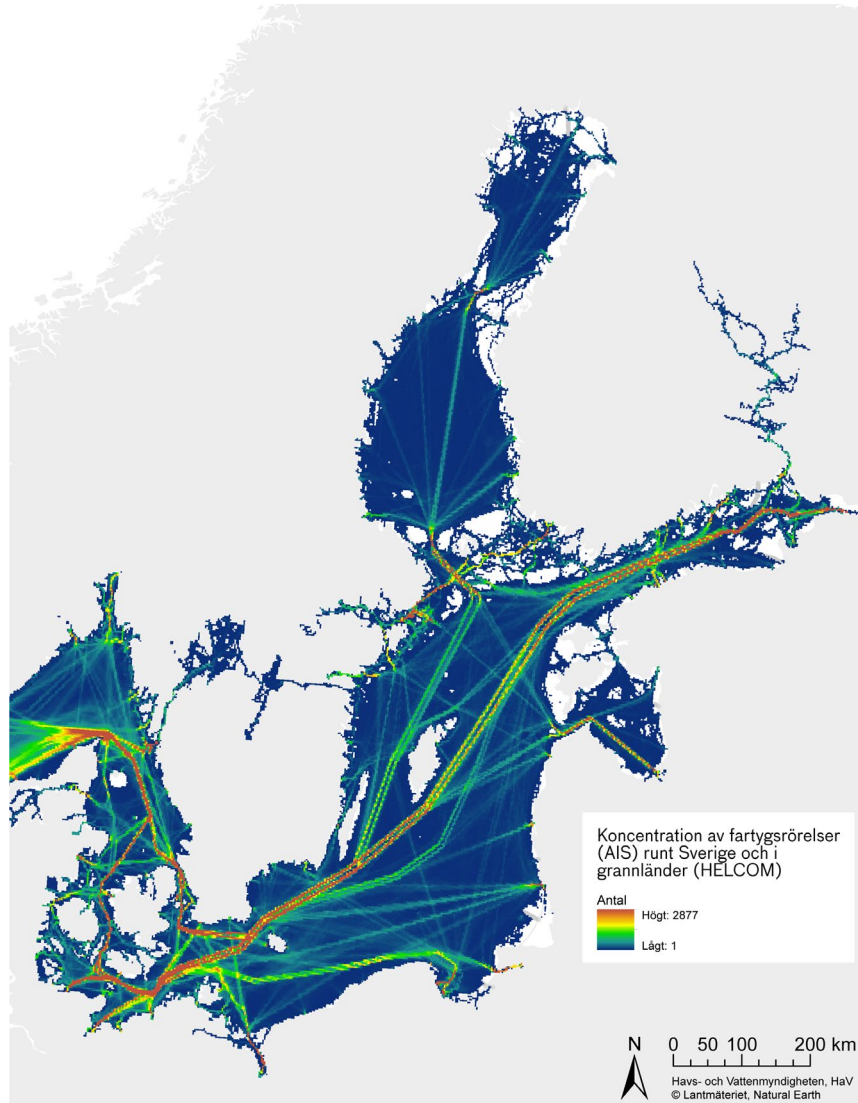 Koncentration av fartygsrörelser
(AIS) runt Sverige och i
grannländer (HELCOM)
Antal
Högt: 2877
Lågt: 1
N
0 50 100 200 km
Havs- och Vattenmyndigheten, HaV
© Lantmäteriet, Natural Earth